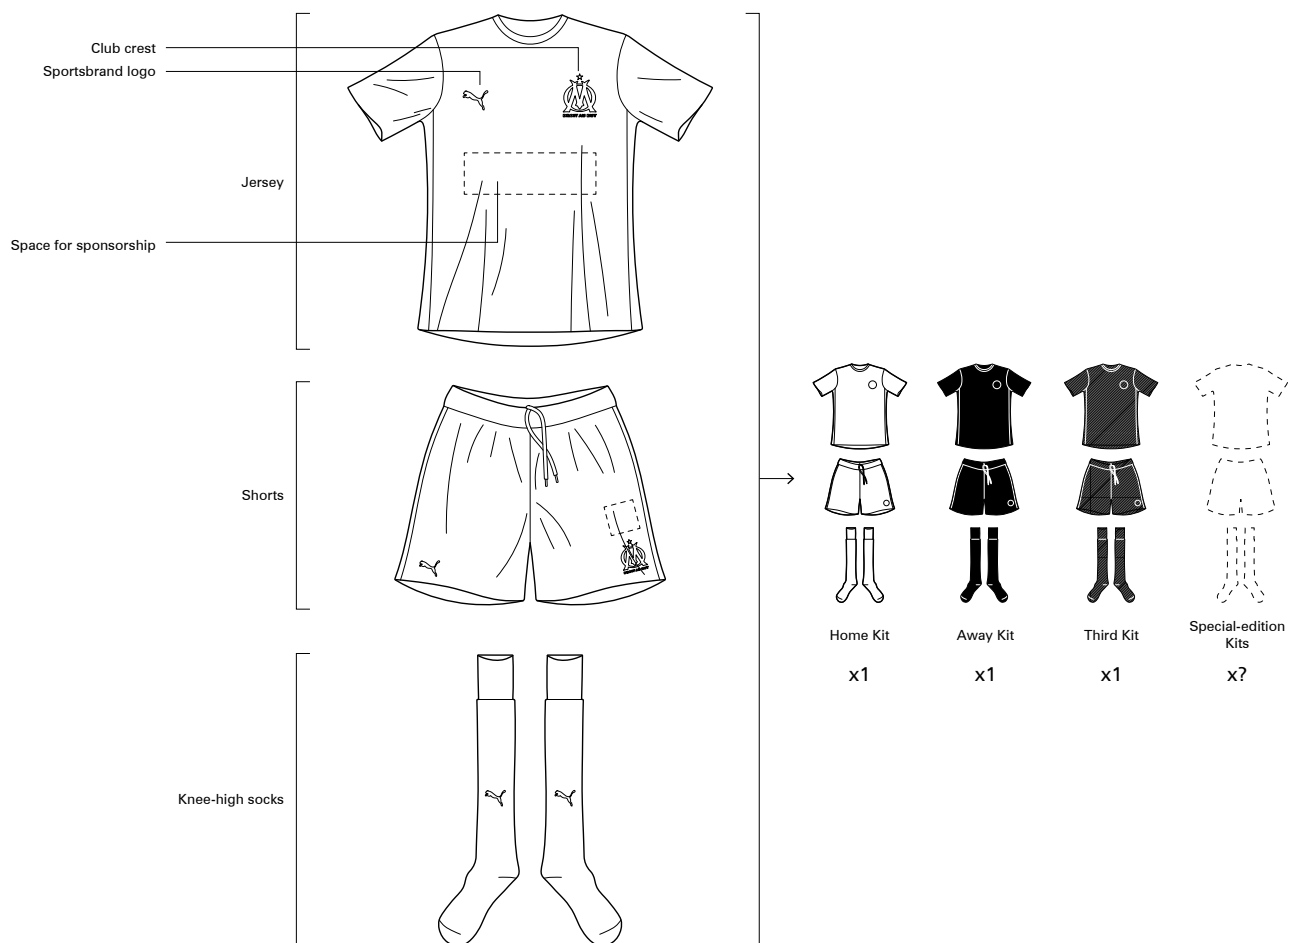 Club crest
Sportsbrand logo
Jersey
Space for sponsorship
Shorts
Knee-high socks
Home Kit
Away Kit
Third Kit
Special-edition
Kits
x1
x1
x1
x?